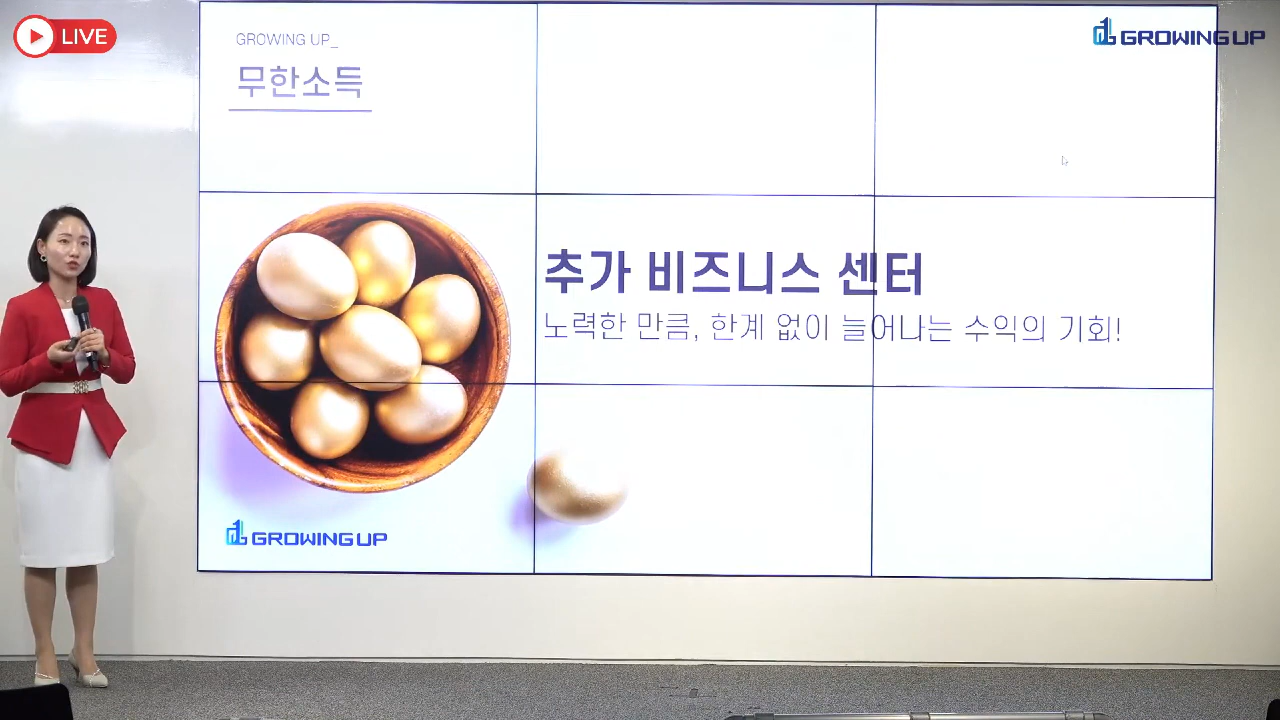 LIVE
GROWING UP
GROWING UP_
무한소득
추가 비즈니스 센터
노력한 만큼, 한계 없이 늘어나는 수익의 기회!
GROWING UP